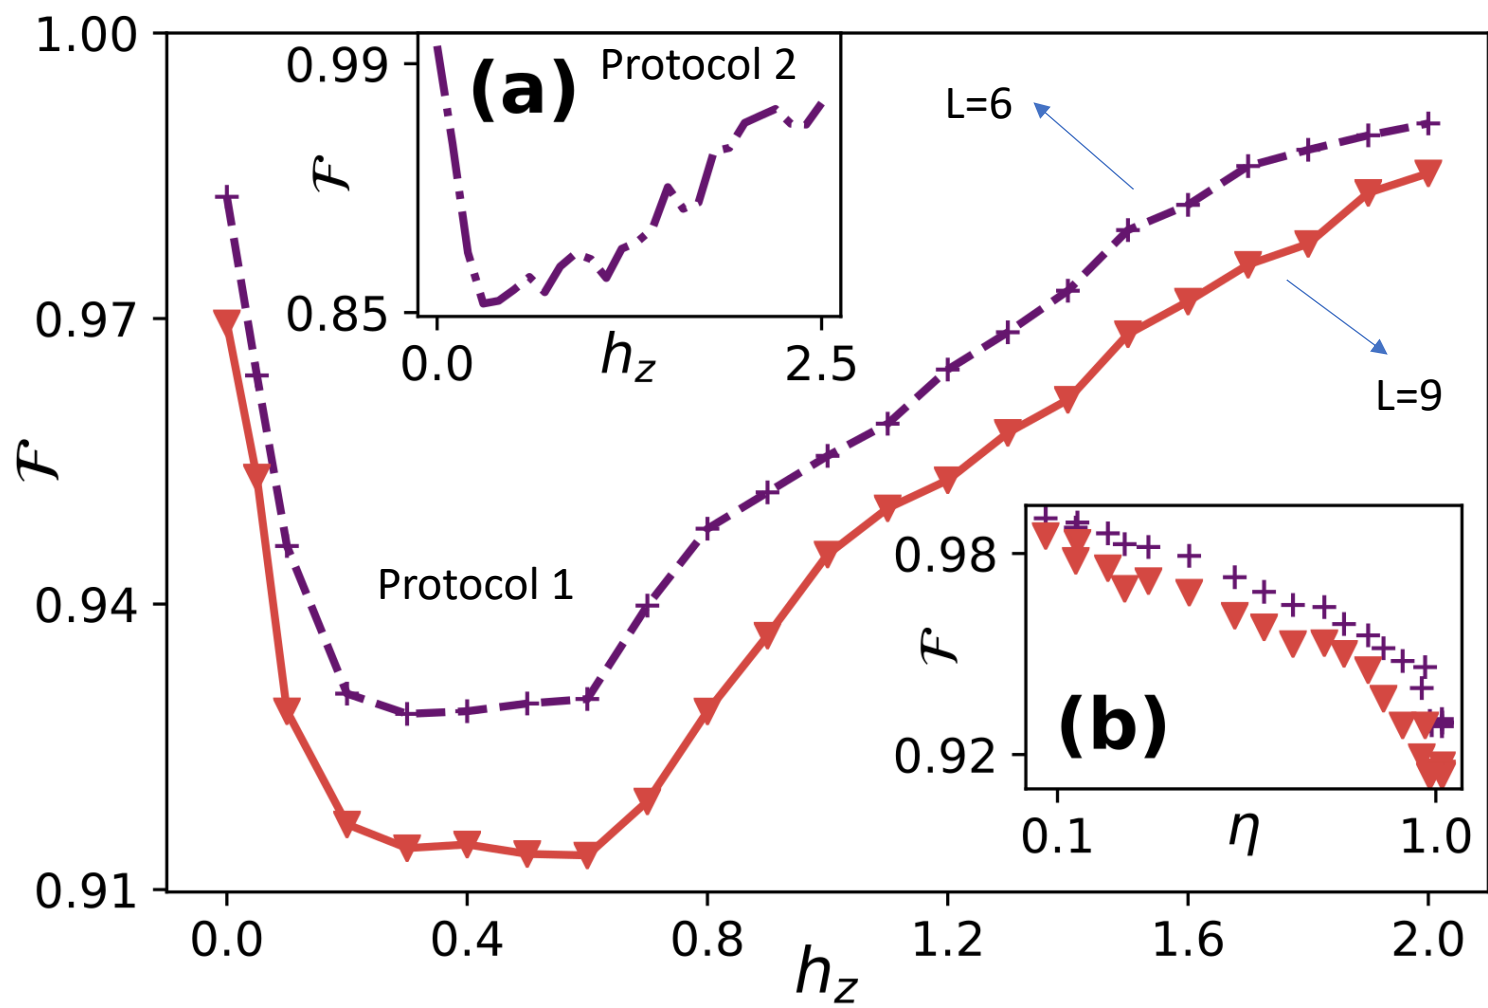 1.00
0.97
0.94
0.91
ℱ
0.0 0.4 0.8 1.2 1.6 2.0
h_z
Protocol 1
L=6
L=9
0.99
0.85
ℱ
(a) Protocol 2
0.0 2.5
h_z
0.98
0.92
ℱ
(b)
0.1 1.0
η